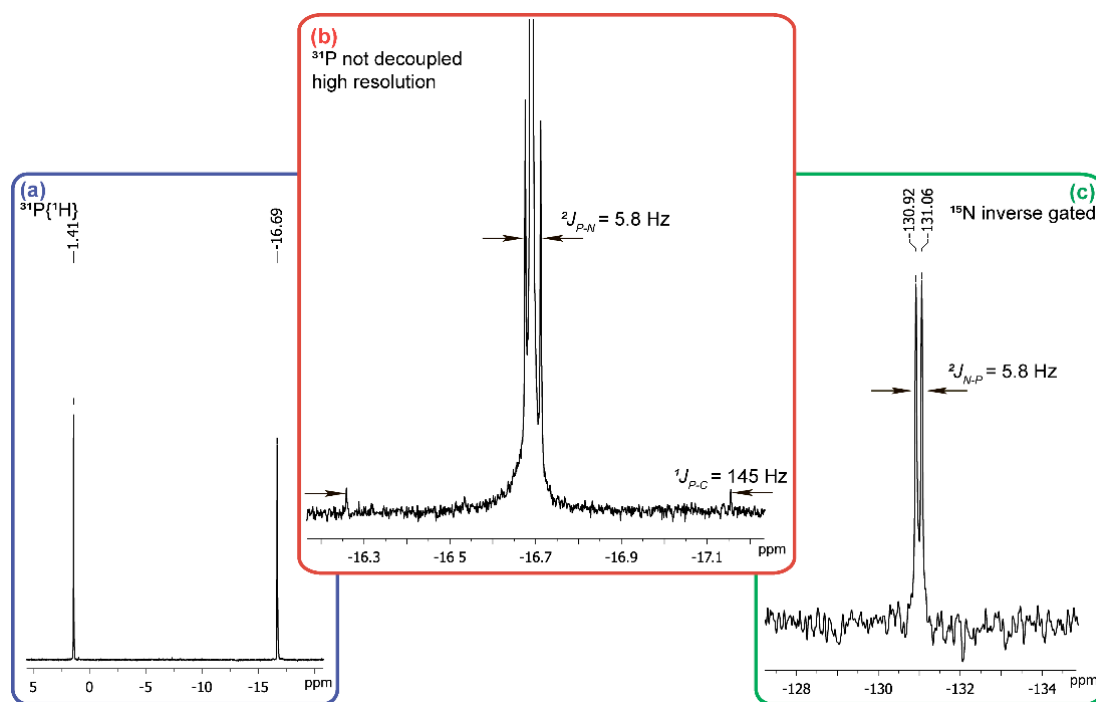 (a)
³¹P{¹H}
1.41
-16.69
5 0 -5 -10 -15 ppm
(b)
³¹P not decoupled
high resolution
²J_P-N = 5.8 Hz
¹J_P-C = 145 Hz
-16.3 -16.5 -16.7 -16.9 -17.1 ppm
(c)
¹⁵N inverse gated
-130.92
-131.06
²J_N-P = 5.8 Hz
-128 -130 -132 -134 ppm